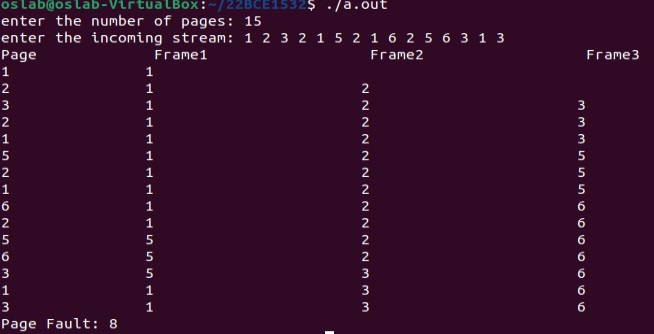 oslab@oslab-VirtualBox:~/22BCE1532$ ./a.out
enter the number of pages: 15
enter the incoming stream: 1 2 3 2 1 5 2 1 6 2 5 6 3 1 3
Page Frame1 Frame2 Frame3
1 1
2 1 2
3 1 2 3
2 1 2 3
1 1 2 3
5 1 2 5
2 1 2 5
1 1 2 5
6 1 2 6
2 1 2 6
5 5 2 6
6 5 2 6
3 5 3 6
1 1 3 6
3 1 3 6
Page Fault: 8